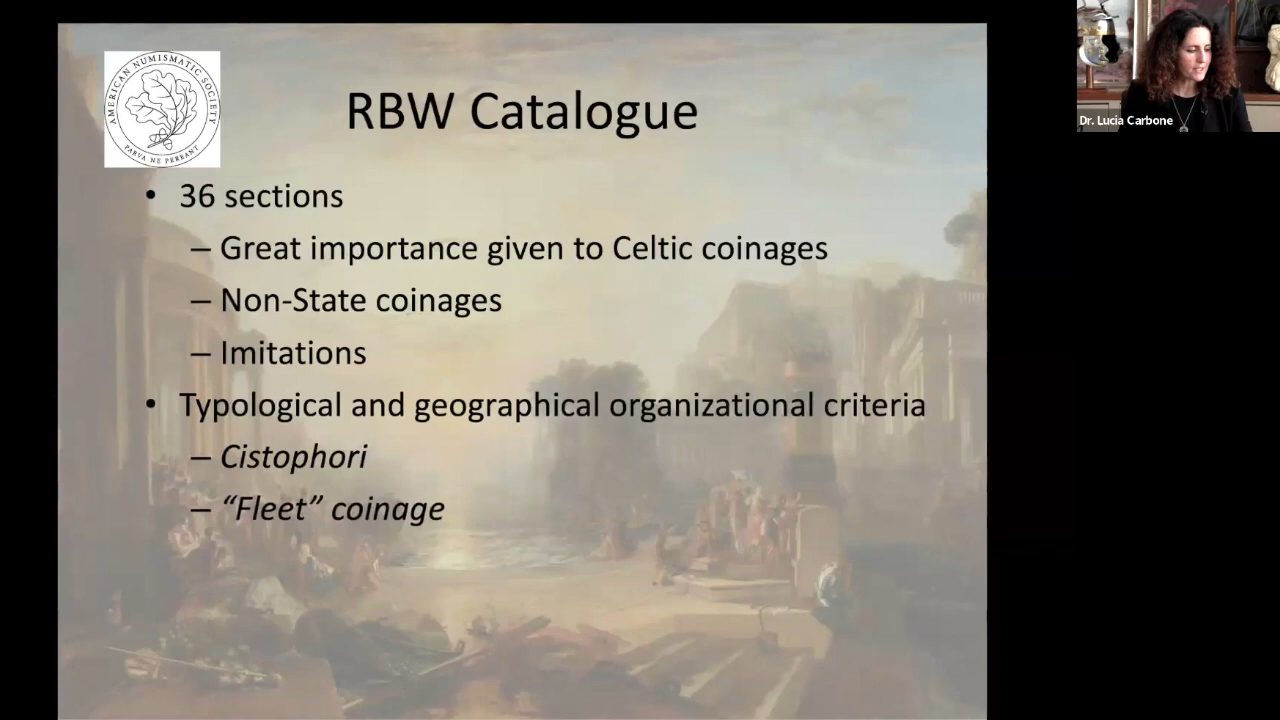 AMERICAN NUMISMATIC SOCIETY
PARVA NE PEREANT
RBW Catalogue
• 36 sections
– Great importance given to Celtic coinages
– Non-State coinages
– Imitations
• Typological and geographical organizational criteria
– Cistophori
– “Fleet” coinage
Dr. Lucia Carbone